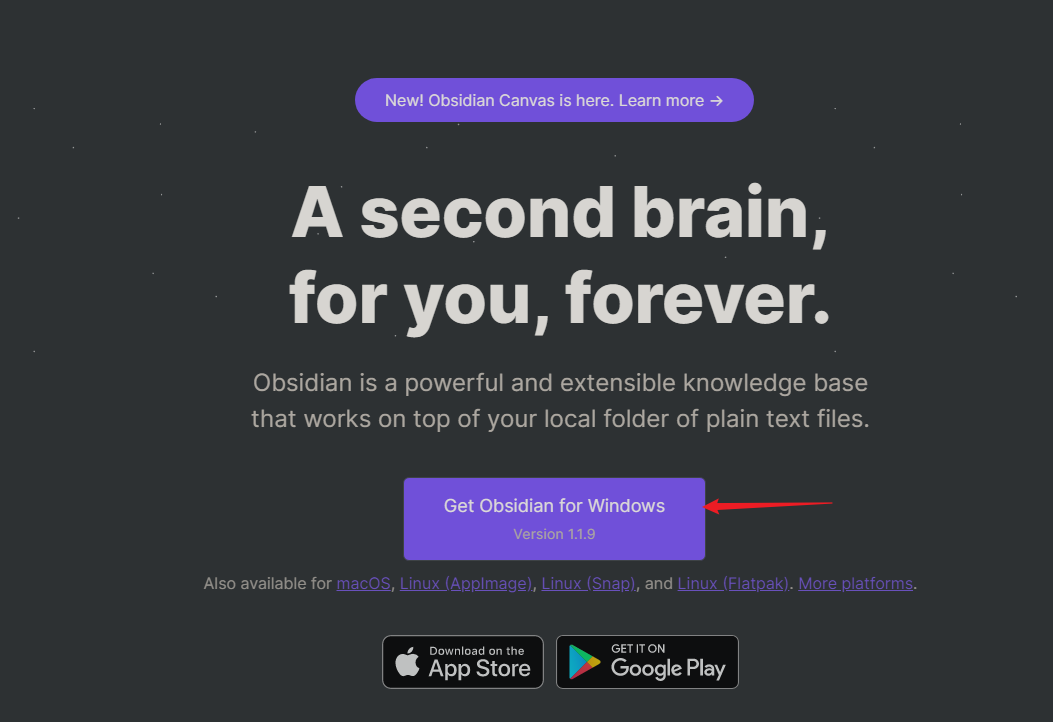 New! Obsidian Canvas is here. Learn more →
A second brain,
for you, forever.
Obsidian is a powerful and extensible knowledge base
that works on top of your local folder of plain text files.
Get Obsidian for Windows
Version 1.1.9
Also available for macOS, Linux (AppImage), Linux (Snap), and Linux (Flatpak). More platforms.
Download on the
App Store
GET IT ON
Google Play